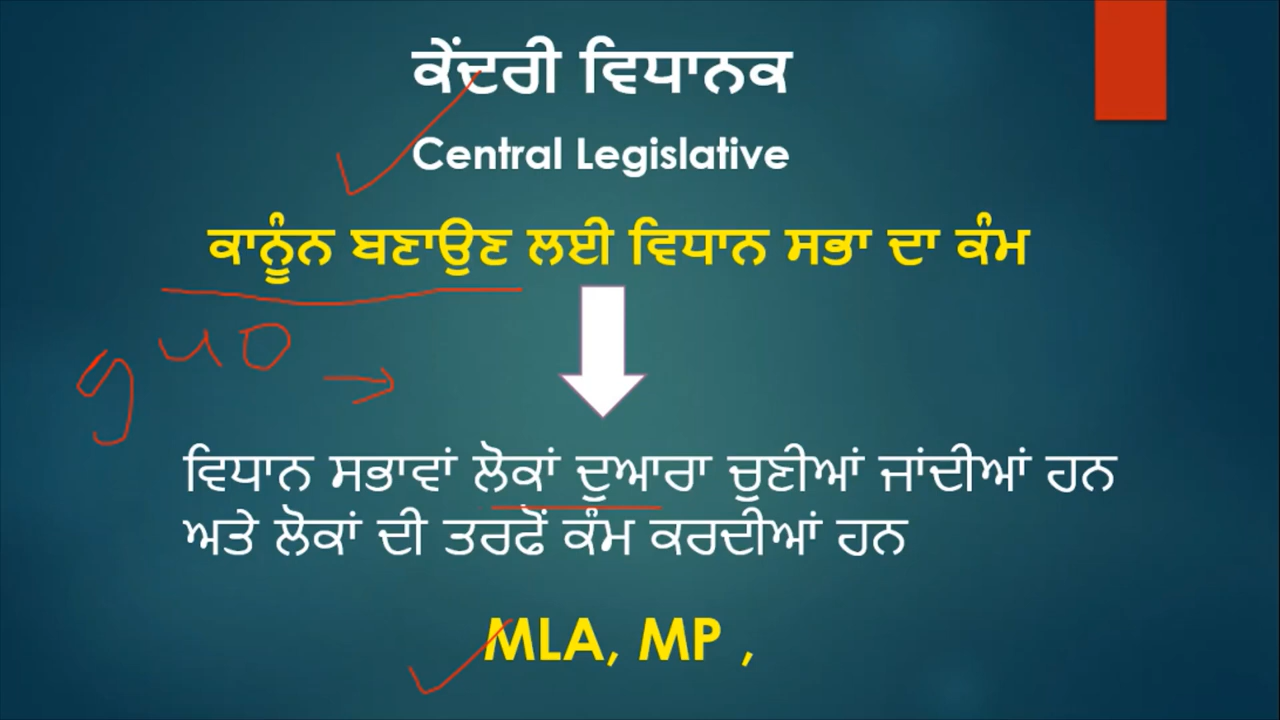 ਕੇਂਦਰੀ ਵਿਧਾਨਕ
Central Legislative
ਕਾਨੂੰਨ ਬਣਾਉਣ ਲਈ ਵਿਧਾਨ ਸਭਾ ਦਾ ਕੰਮ
ਵਿਧਾਨ ਸਭਾਵਾਂ ਲੋਕਾਂ ਦੁਆਰਾ ਚੁਣੀਆਂ ਜਾਂਦੀਆਂ ਹਨ
ਅਤੇ ਲੋਕਾਂ ਦੀ ਤਰਫੋਂ ਕੰਮ ਕਰਦੀਆਂ ਹਨ
MLA, MP ,